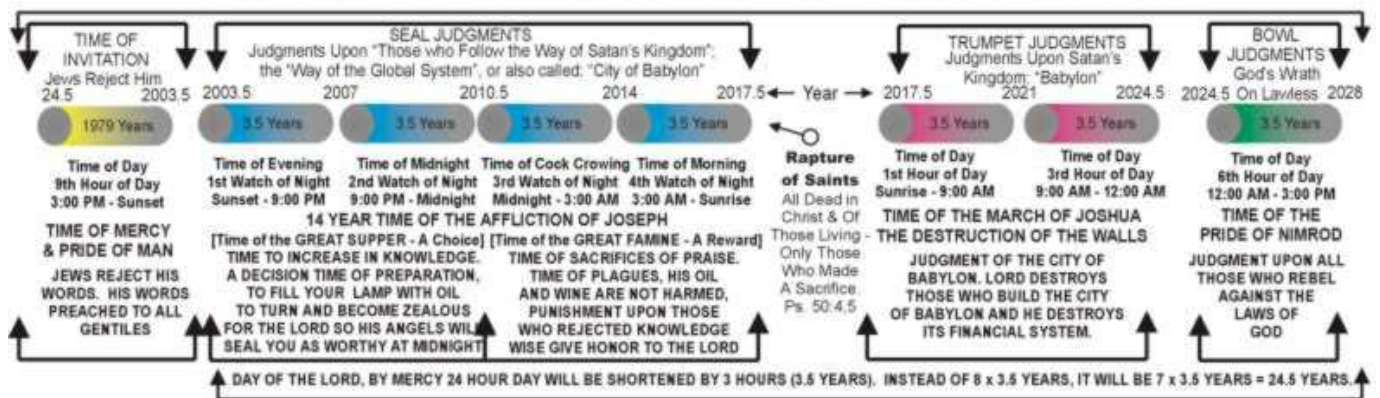 TIME OF
INVITATION
Jews Reject Him
24.5 2003.5
1979 Years
Time of Day
9th Hour of Day
3:00 PM - Sunset
TIME OF MERCY
& PRIDE OF MAN
JEWS REJECT HIS
WORDS. HIS WORDS
PREACHED TO ALL
GENTILES
SEAL JUDGMENTS
Judgments Upon "Those who Follow the Way of Satan's Kingdom";
the "Way of the Global System", or also called: "City of Babylon"
2003.5 2007 2010.5 2014 2017.5
3.5 Years 3.5 Years 3.5 Years 3.5 Years
Time of Evening
1st Watch of Night
Sunset - 9:00 PM
Time of Midnight
2nd Watch of Night
9:00 PM - Midnight
Time of Cock Crowing
3rd Watch of Night
Midnight - 3:00 AM
Time of Morning
4th Watch of Night
3:00 AM - Sunrise
14 YEAR TIME OF THE AFFLICTION OF JOSEPH
[Time of the GREAT SUPPER - A Choice]
TIME TO INCREASE IN KNOWLEDGE.
A DECISION TIME OF PREPARATION,
TO FILL YOUR LAMP WITH OIL
TO TURN AND BECOME ZEALOUS
FOR THE LORD SO HIS ANGELS WILL
SEAL YOU AS WORTHY AT MIDNIGHT
[Time of the GREAT FAMINE - A Reward]
TIME OF SACRIFICES OF PRAISE.
TIME OF PLAGUES, HIS OIL
AND WINE ARE NOT HARMED,
PUNISHMENT UPON THOSE
WHO REJECTED KNOWLEDGE
WISE GIVE HONOR TO THE LORD
Year
Rapture
of Saints
All Dead in
Christ & Of
Those Living -
Only Those
Who Made
A Sacrifice.
Ps. 50:4,5
TRUMPET JUDGMENTS
Judgments Upon Satan's
Kingdom: "Babylon"
2017.5 2021 2024.5
3.5 Years 3.5 Years
Time of Day
1st Hour of Day
Sunrise - 9:00 AM
Time of Day
3rd Hour of Day
9:00 AM - 12:00 AM
TIME OF THE MARCH OF JOSHUA
THE DESTRUCTION OF THE WALLS
JUDGMENT OF THE CITY OF
BABYLON. LORD DESTROYS
THOSE WHO BUILD THE CITY
OF BABYLON AND HE DESTROYS
ITS FINANCIAL SYSTEM.
BOWL
JUDGMENTS
God's Wrath
On Lawless
2024.5 2028
3.5 Years
Time of Day
6th Hour of Day
12:00 AM - 3:00 PM
TIME OF THE
PRIDE OF NIMROD
JUDGMENT UPON ALL
THOSE WHO REBEL
AGAINST THE
LAWS OF
GOD
DAY OF THE LORD, BY MERCY 24 HOUR DAY WILL BE SHORTENED BY 3 HOURS (3.5 YEARS). INSTEAD OF 8 x 3.5 YEARS, IT WILL BE 7 x 3.5 YEARS = 24.5 YEARS.